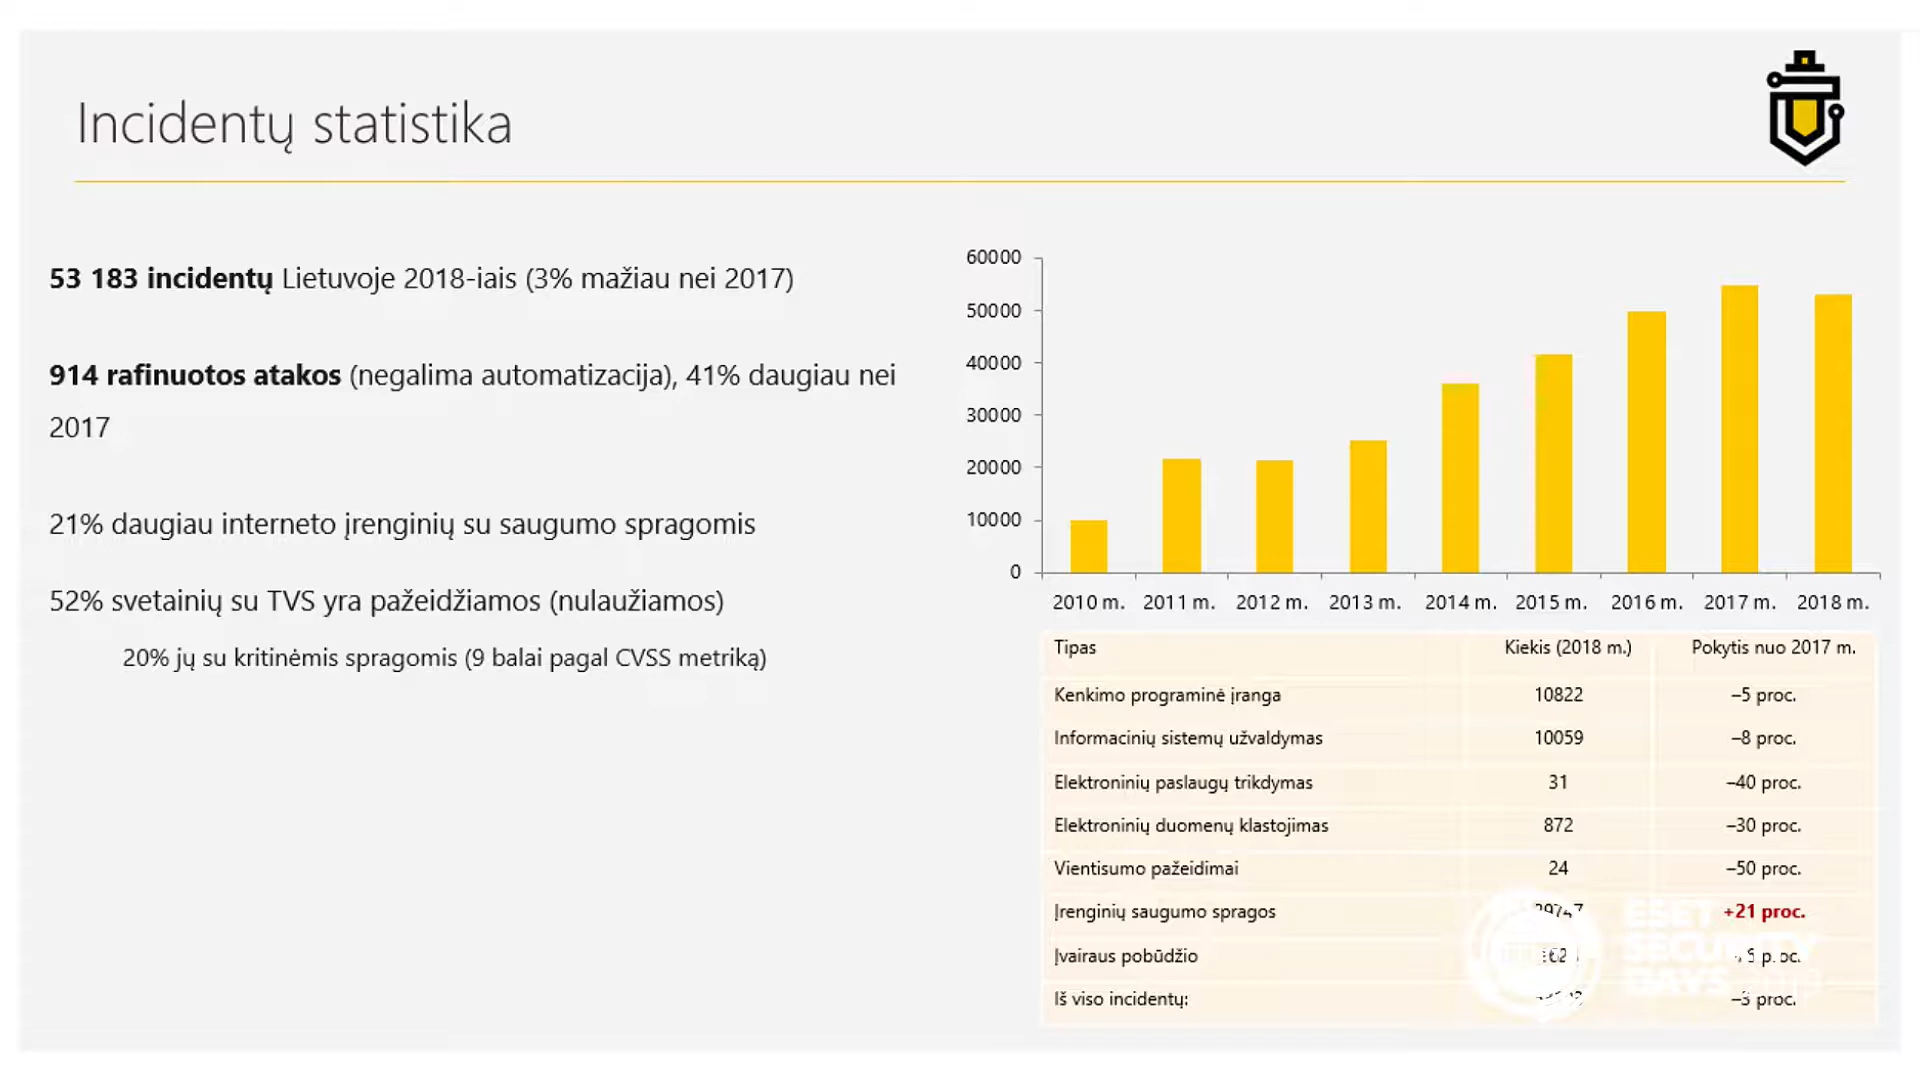 Incidentų statistika
53 183 incidentų Lietuvoje 2018-iais (3% mažiau nei 2017)
914 rafinuotos atakos (negalima automatizacija), 41% daugiau nei
2017
21% daugiau interneto įrenginių su saugumo spragomis
52% svetainių su TVS yra pažeidžiamos (nulaužiamos)
20% jų su kritinėmis spragomis (9 balai pagal CVSS metriką)
60000
50000
40000
30000
20000
10000
0
2010 m. 2011 m. 2012 m. 2013 m. 2014 m. 2015 m. 2016 m. 2017 m. 2018 m.
Tipas Kiekis (2018 m.) Pokytis nuo 2017 m.
Kenkimo programinė įranga 10822 –5 proc.
Informacinių sistemų užvaldymas 10059 –8 proc.
Elektroninių paslaugų trikdymas 31 –40 proc.
Elektroninių duomenų klastojimas 872 –30 proc.
Vientisumo pažeidimai 24 –50 proc.
Įrenginių saugumo spragos +21 proc.
Įvairaus pobūdžio
Iš viso incidentų: –3 proc.
ESET
SECURITY
DAYS